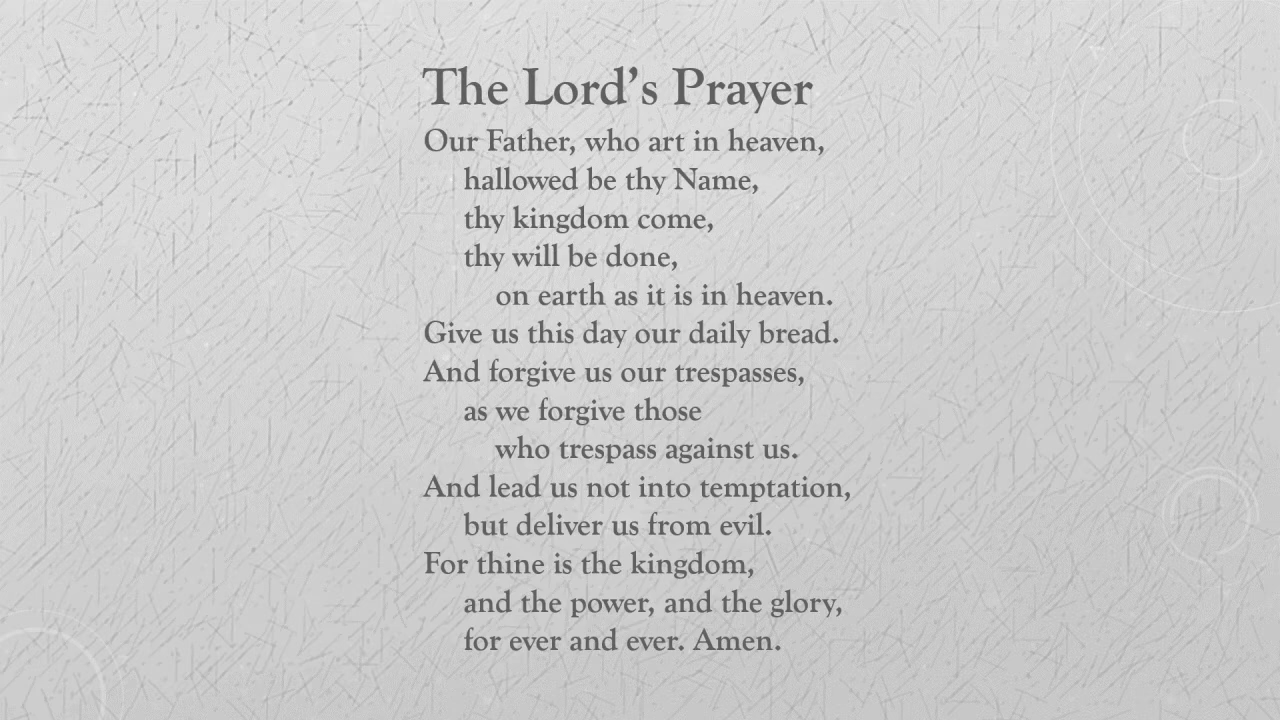 The Lord’s Prayer
Our Father, who art in heaven,
hallowed be thy Name,
thy kingdom come,
thy will be done,
on earth as it is in heaven.
Give us this day our daily bread.
And forgive us our trespasses,
as we forgive those
who trespass against us.
And lead us not into temptation,
but deliver us from evil.
For thine is the kingdom,
and the power, and the glory,
for ever and ever. Amen.